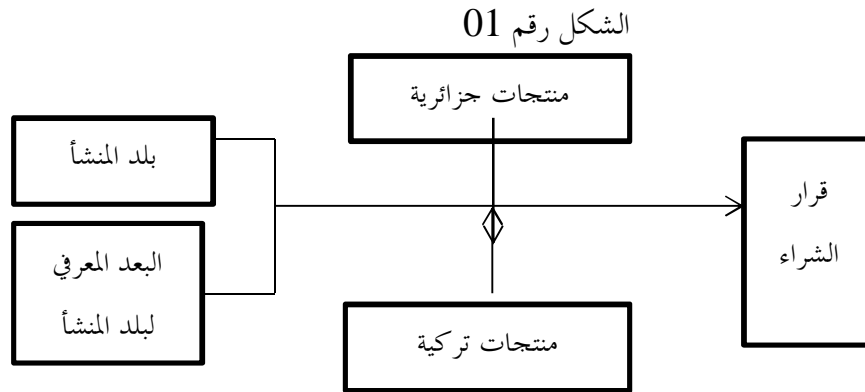 الشكل رقم 01
منتجات جزائرية
بلد المنشأ
قرار
الشراء
البعد المعرفي
لبلد المنشأ
منتجات تركية